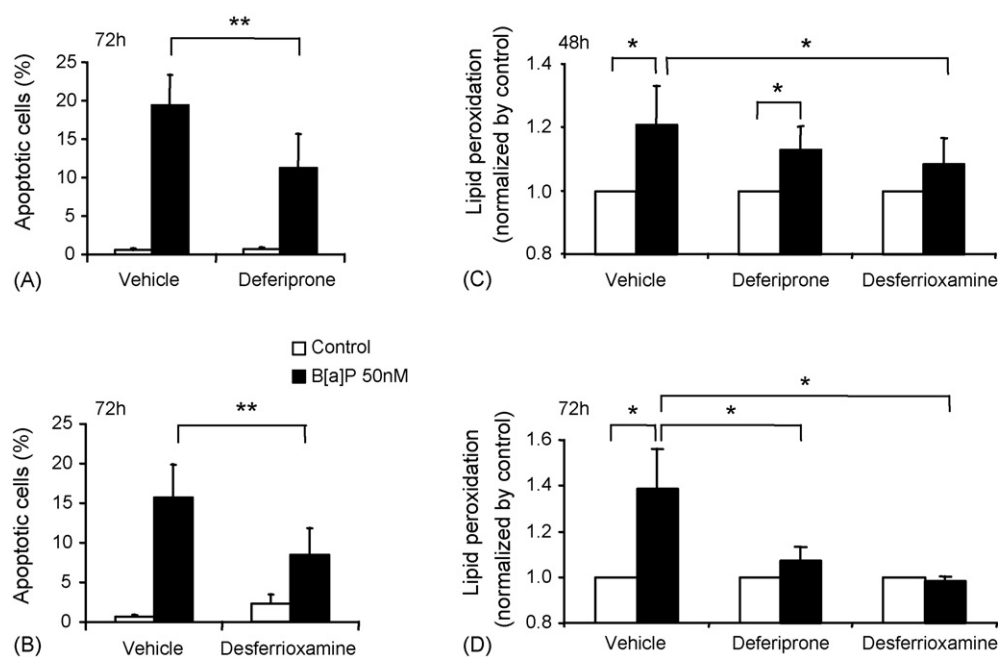 72h
**
Apoptotic cells (%)
25
20
15
10
5
0
Vehicle
Deferiprone
(A)
48h
*
*
*
Lipid peroxidation
(normalized by control)
1.4
1.2
1.0
0.8
Vehicle
Deferiprone
Desferrioxamine
(C)
Control
B[a]P 50nM
72h
**
Apoptotic cells (%)
25
20
15
10
5
0
Vehicle
Desferrioxamine
(B)
72h
*
*
*
Lipid peroxidation
(normalized by control)
1.6
1.4
1.2
1.0
0.8
Vehicle
Deferiprone
Desferrioxamine
(D)